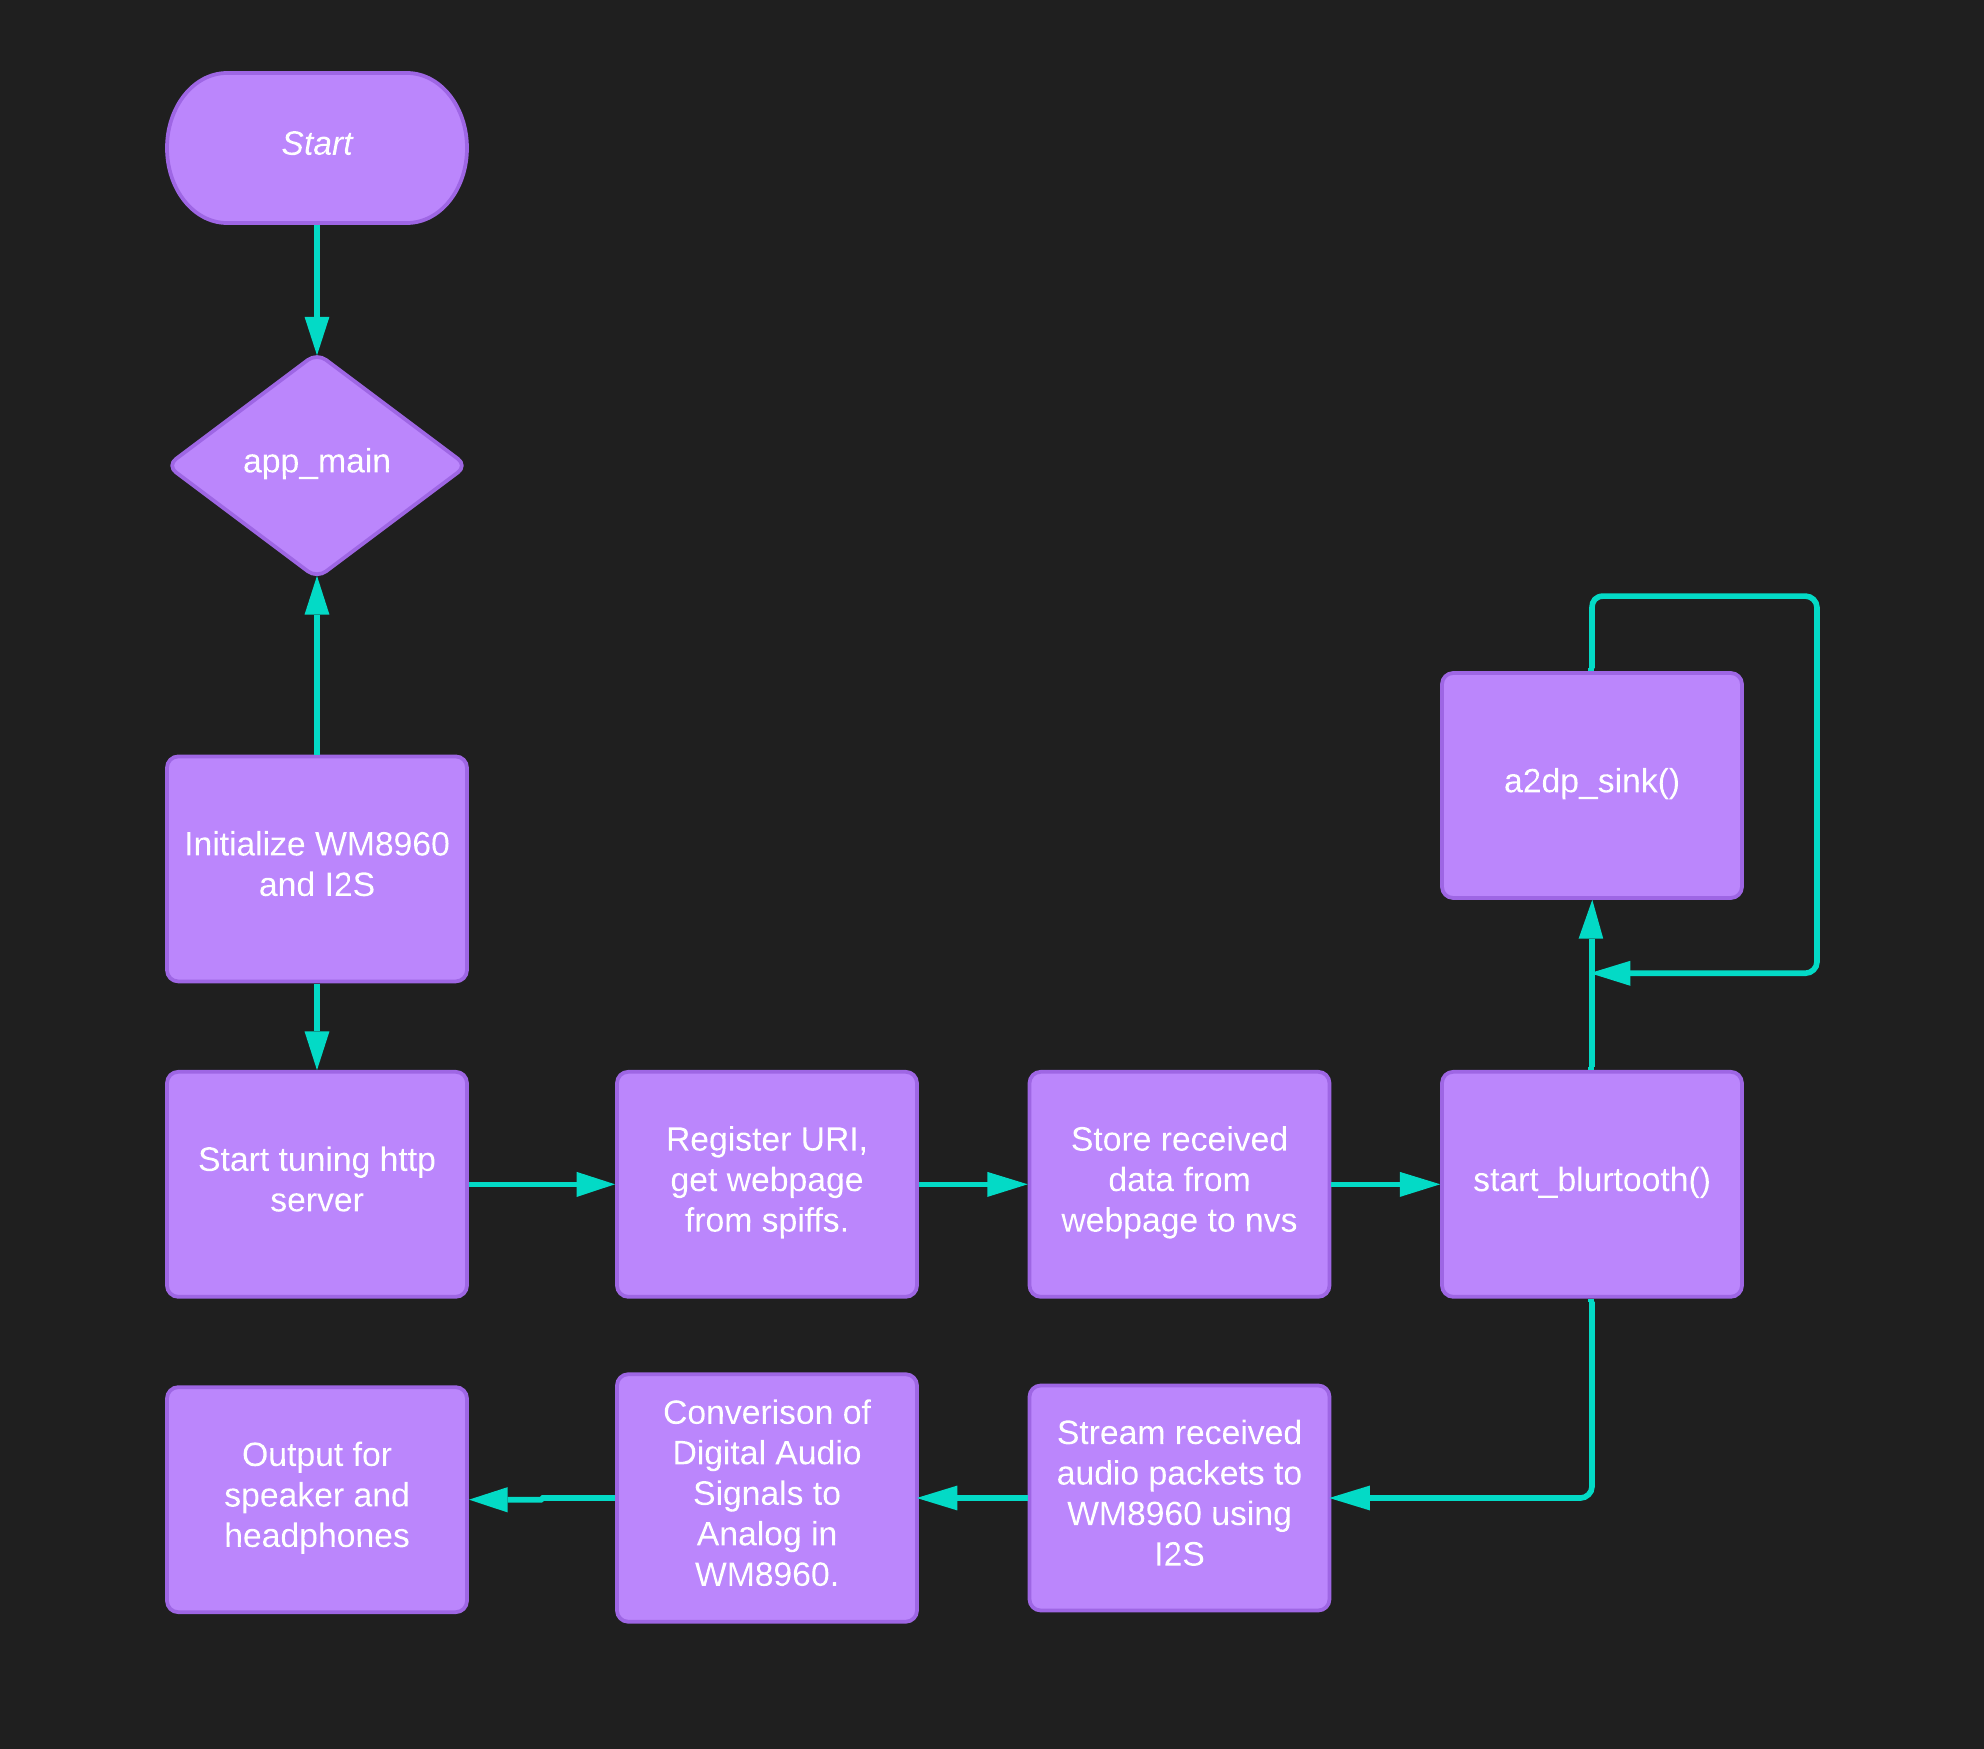 Start
app_main
Initialize WM8960
and I2S
a2dp_sink()
Start tuning http
server
Register URI,
get webpage
from spiffs.
Store received
data from
webpage to nvs
start_blurtooth()
Stream received
audio packets to
WM8960 using
I2S
Converison of
Digital Audio
Signals to
Analog in
WM8960.
Output for
speaker and
headphones